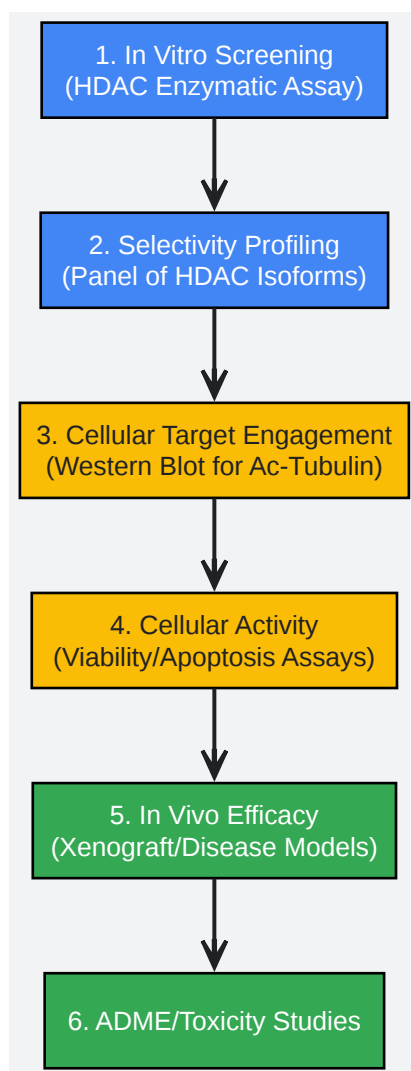 1. In Vitro Screening
(HDAC Enzymatic Assay)
2. Selectivity Profiling
(Panel of HDAC Isoforms)
3. Cellular Target Engagement
(Western Blot for Ac-Tubulin)
4. Cellular Activity
(Viability/Apoptosis Assays)
5. In Vivo Efficacy
(Xenograft/Disease Models)
6. ADME/Toxicity Studies